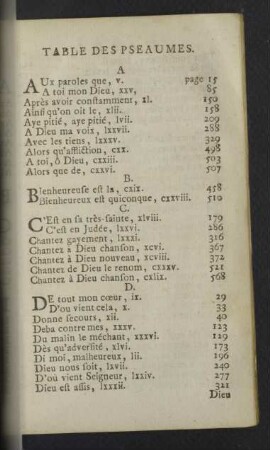 TABLE DES PSEAUMES.
A
AUx paroles que, v. page 15
A toi mon Dieu, xxv, 85
Après avoir conſtamment, xl. 150
Ainſi qu'on oit le, xlii. 158
Aye pitié, aye pitié, lvii. 209
A Dieu ma voix, lxxvii. 288
Avec les tiens, lxxxv. 329
Alors qu'affliction, cxx. 498
A toi, ô Dieu, cxxiii. 503
Alors que de, cxxvi. 507
B.
BIenheureuſe eſt la, cxix. 458
Bienheureux eſt quiconque, cxxviii. 510
C.
C'Eſt en ſa très-ſainte, xlviii. 179
C'eſt en Judée, lxxvi. 286
Chantez gayement, lxxxi. 316
Chantez à Dieu chanſon, xcvi. 367
Chantez à Dieu nouveau, xcviii. 372
Chantez de Dieu le renom, cxxxv. 521
Chantez à Dieu chanſon, cxlix. 568
D.
DE tout mon cœur, ix. 29
D'où vient cela, x. 33
Donne ſecours, xii. 40
Deba contre mes, xxxv. 123
Du malin le méchant, xxxvi. 129
Dès qu'adverſité, xlvi. 173
Di moi, malheureux, lii. 196
Dieu nous ſoit, lxvii. 240
D'où vient Seigneur, lxxiv. 277
Dieu eſt aſſis, lxxxii. 321
Dieu